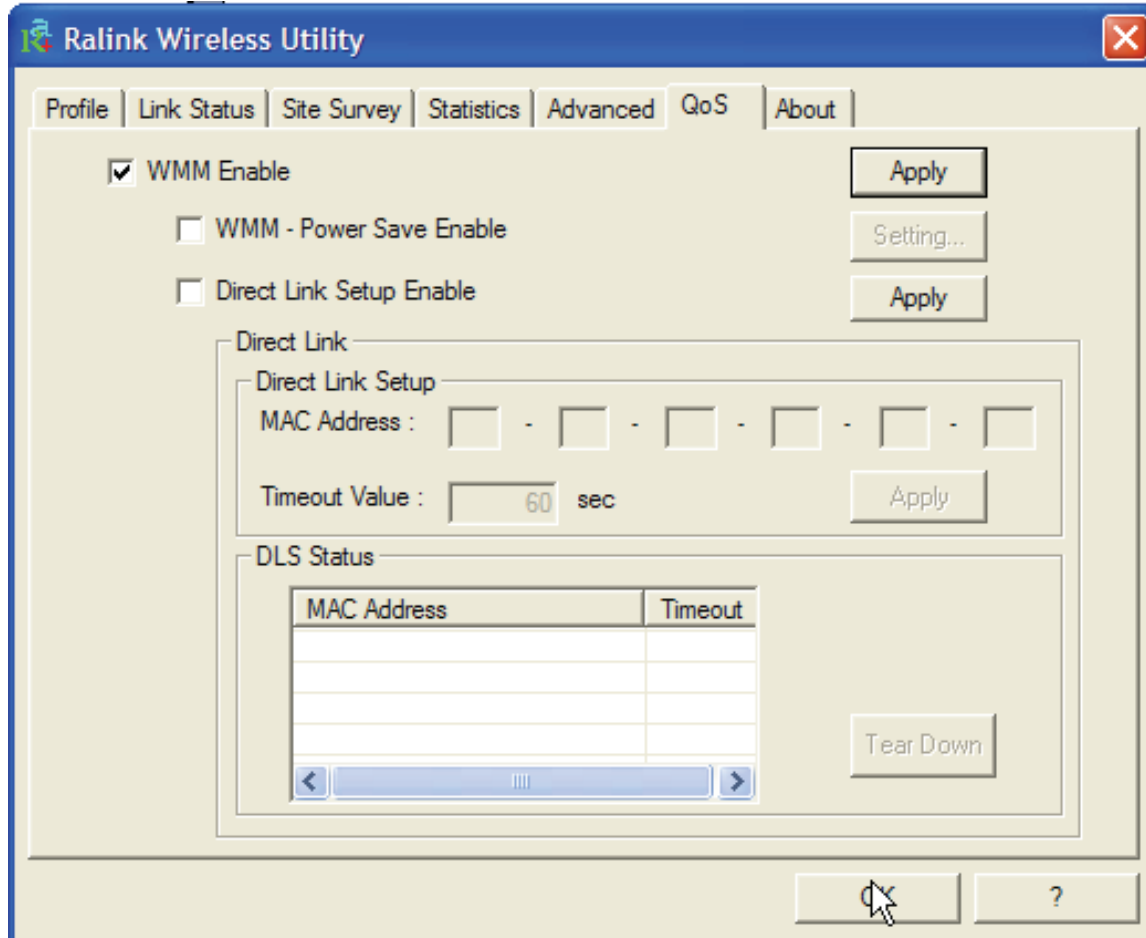 Ralink Wireless Utility
Profile Link Status Site Survey Statistics Advanced QoS About
WMM Enable Apply
WMM - Power Save Enable Setting...
Direct Link Setup Enable Apply
Direct Link
Direct Link Setup
MAC Address : - - - - -
Timeout Value : 60 sec Apply
DLS Status
MAC Address Timeout
Tear Down
OK ?